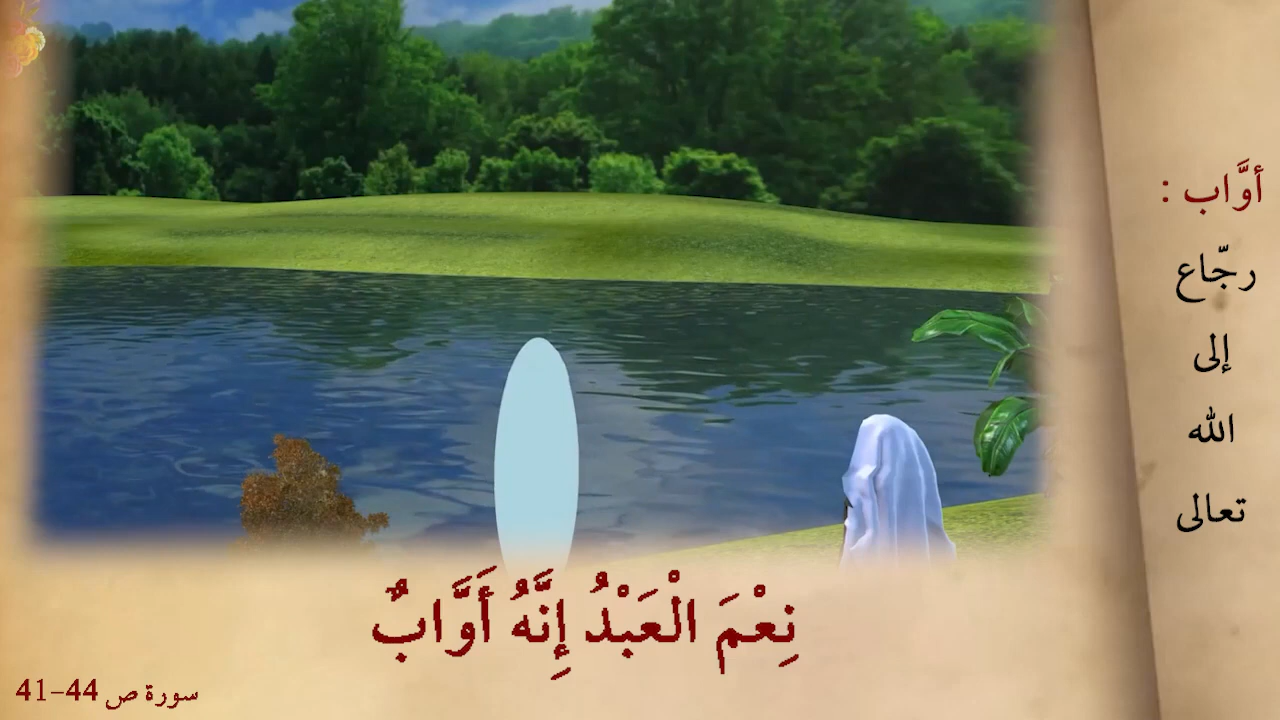 أوَّاب :
رجّاع
إلى
الله
تعالى
نِعْمَ الْعَبْدُ إِنَّهُ أَوَّابٌ
سورة ص 44-41